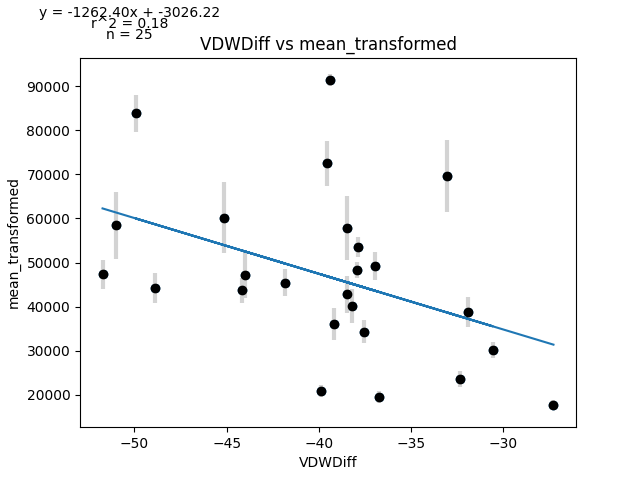 y = -1262.40x + -3026.22
r^2 = 0.18
n = 25
VDWDiff vs mean_transformed
90000
80000
70000
60000
50000
40000
30000
20000
mean_transformed
−50
−45
−40
−35
−30
VDWDiff